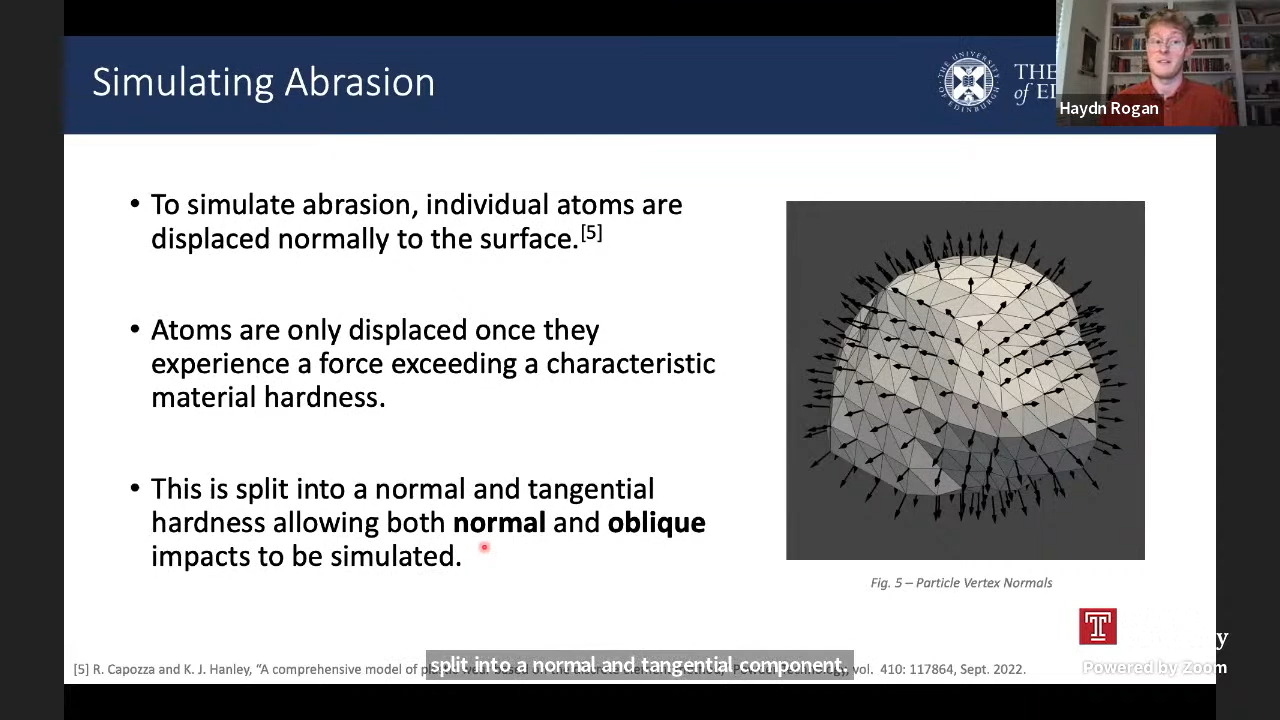 Simulating Abrasion
THE
of
Haydn Rogan
• To simulate abrasion, individual atoms are
displaced normally to the surface.[5]
• Atoms are only displaced once they
experience a force exceeding a characteristic
material hardness.
• This is split into a normal and tangential
hardness allowing both normal and oblique
impacts to be simulated.
Fig. 5 – Particle Vertex Normals
[5] R. Capozza and K. J. Hanley, "A comprehensive model of vol. 410: 117864, Sept. 2022.
split into a normal and tangential component.
Powered by Zoom